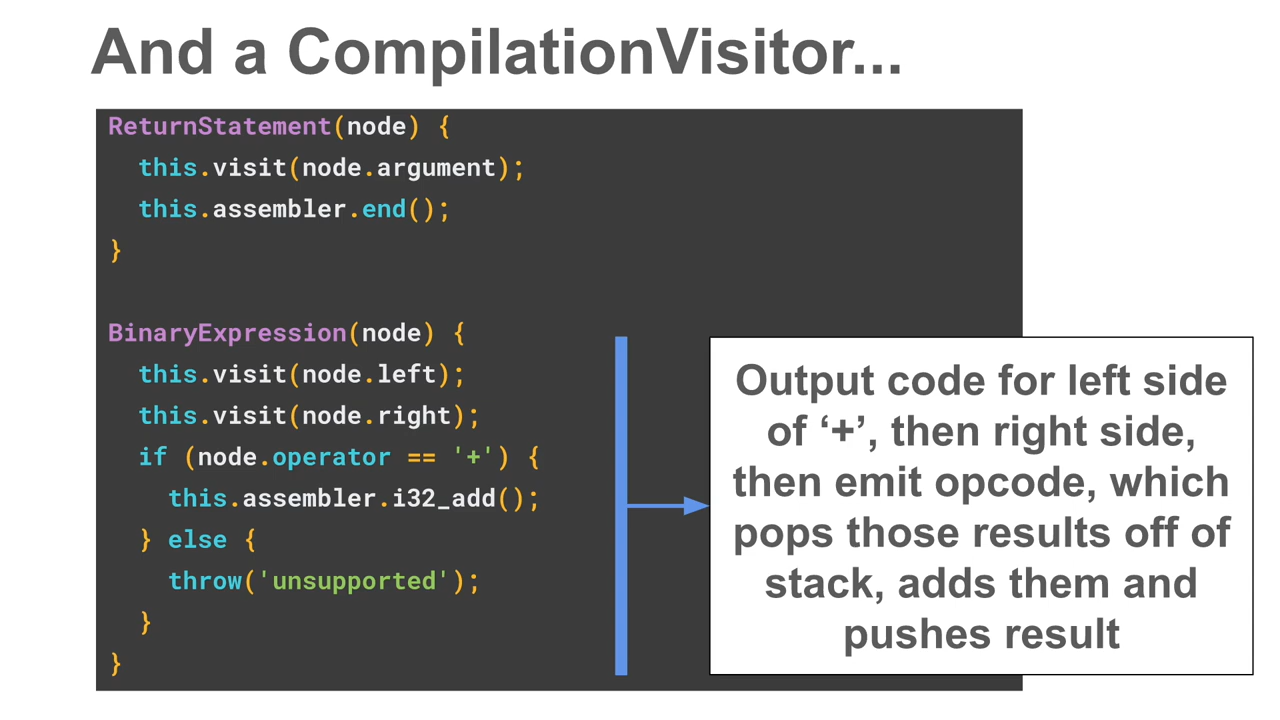 And a CompilationVisitor...
ReturnStatement(node) {
  this.visit(node.argument);
  this.assembler.end();
}
BinaryExpression(node) {
  this.visit(node.left);
  this.visit(node.right);
  if (node.operator == '+') {
    this.assembler.i32_add();
  } else {
    throw('unsupported');
  }
}
Output code for left side
of ‘+’, then right side,
then emit opcode, which
pops those results off of
stack, adds them and
pushes result